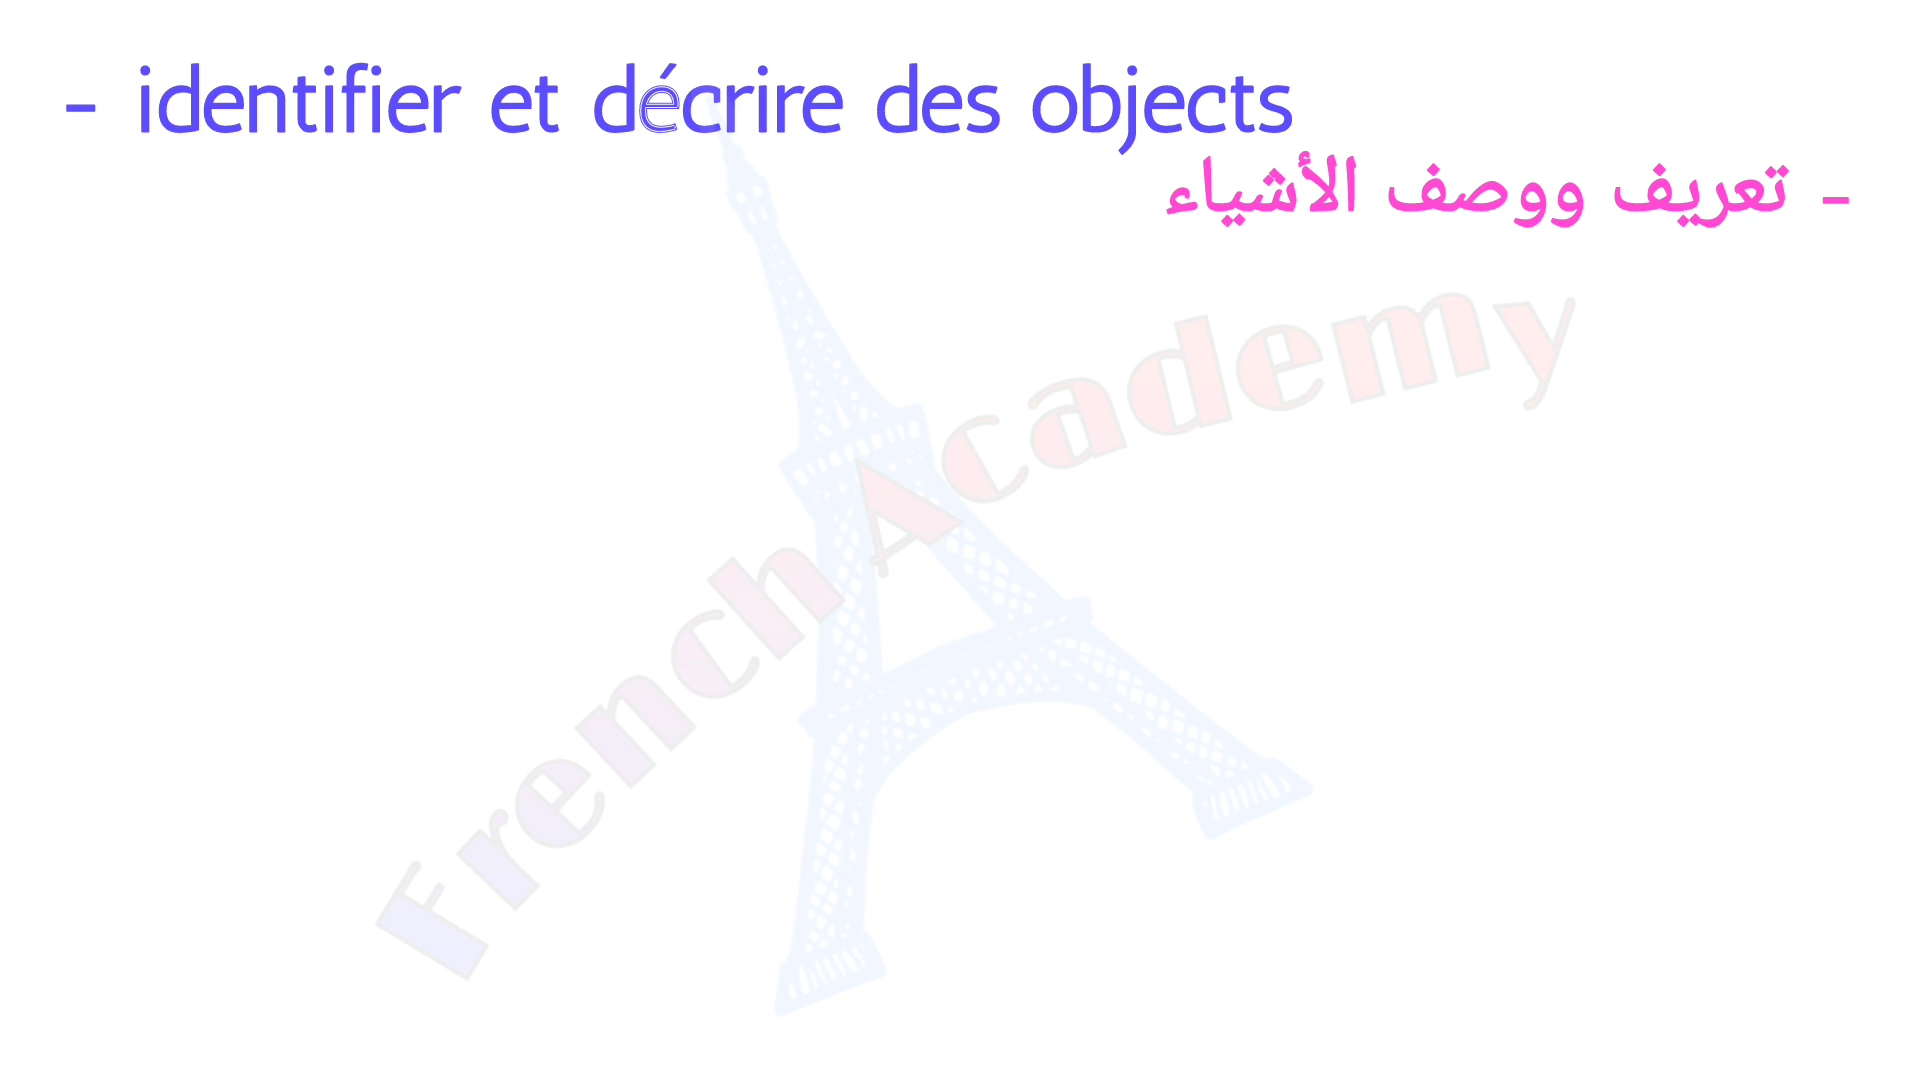 - identifier et décrire des objects
- تعريف ووصف الأشياء
French Academy